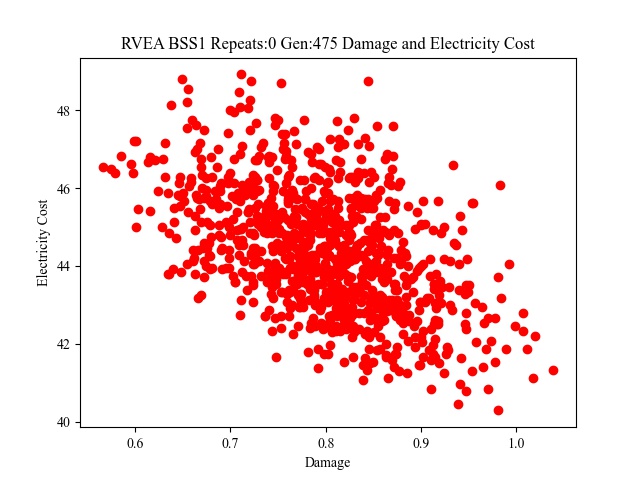 RVEA BSS1 Repeats:0 Gen:475 Damage and Electricity Cost
48
46
44
42
40
Electricity Cost
0.6 0.7 0.8 0.9 1.0
Damage